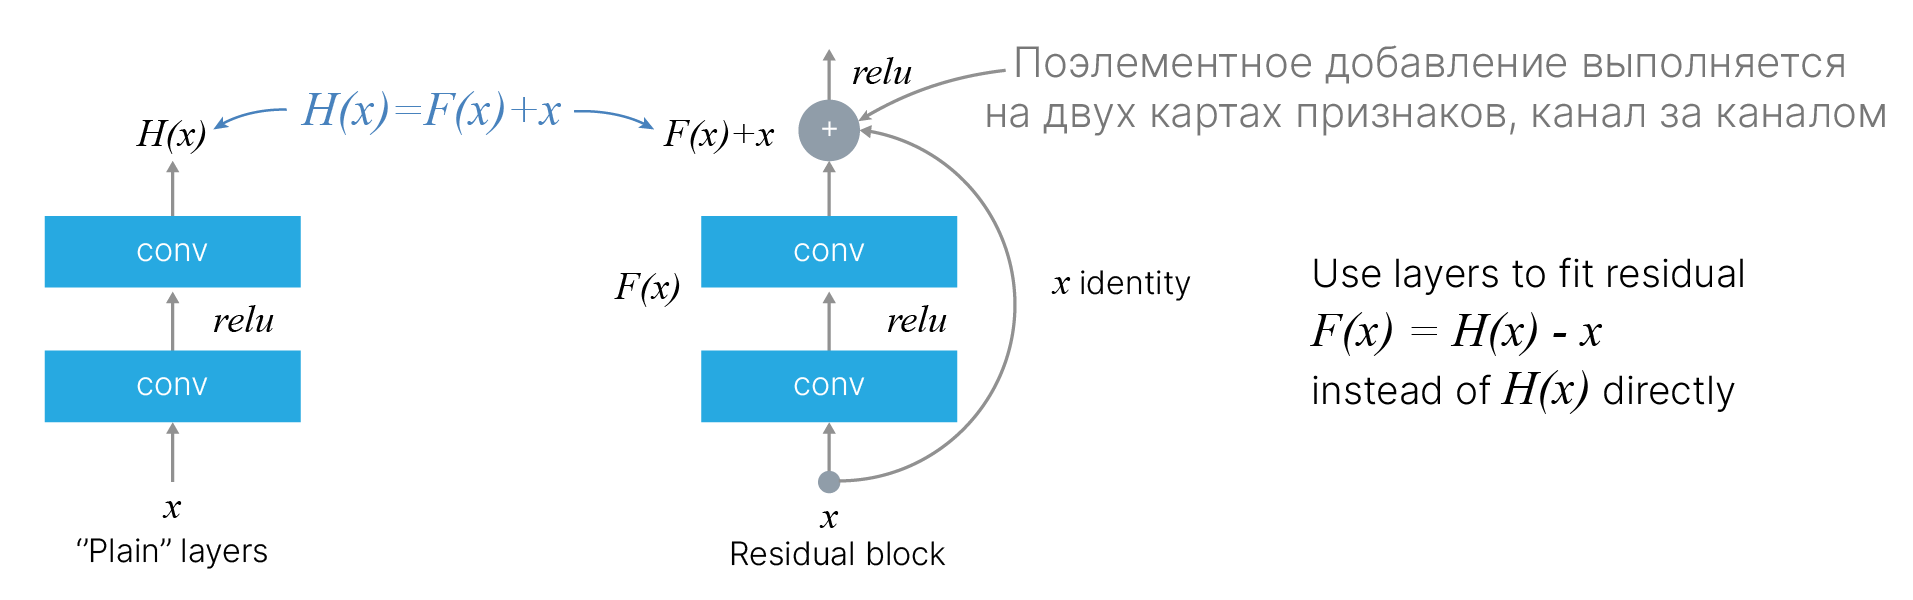 H(x)
H(x)=F(x)+x
F(x)+x
relu
+
Поэлементное добавление выполняется
на двух картах признаков, канал за каналом
conv
relu
conv
x
‘’Plain’’ layers
conv
F(x)
relu
conv
x identity
x
Residual block
Use layers to fit residual
F(x) = H(x) - x
instead of H(x) directly